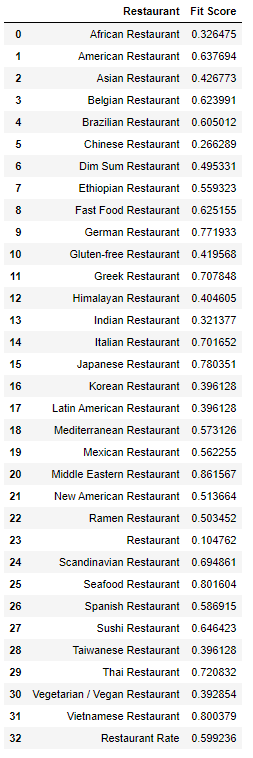 Restaurant Fit Score
0 African Restaurant 0.326475
1 American Restaurant 0.637694
2 Asian Restaurant 0.426773
3 Belgian Restaurant 0.623991
4 Brazilian Restaurant 0.605012
5 Chinese Restaurant 0.266289
6 Dim Sum Restaurant 0.495331
7 Ethiopian Restaurant 0.559323
8 Fast Food Restaurant 0.625155
9 German Restaurant 0.771933
10 Gluten-free Restaurant 0.419568
11 Greek Restaurant 0.707848
12 Himalayan Restaurant 0.404605
13 Indian Restaurant 0.321377
14 Italian Restaurant 0.701652
15 Japanese Restaurant 0.780351
16 Korean Restaurant 0.396128
17 Latin American Restaurant 0.396128
18 Mediterranean Restaurant 0.573126
19 Mexican Restaurant 0.562255
20 Middle Eastern Restaurant 0.861567
21 New American Restaurant 0.513664
22 Ramen Restaurant 0.503452
23 Restaurant 0.104762
24 Scandinavian Restaurant 0.694861
25 Seafood Restaurant 0.801604
26 Spanish Restaurant 0.586915
27 Sushi Restaurant 0.646423
28 Taiwanese Restaurant 0.396128
29 Thai Restaurant 0.720832
30 Vegetarian / Vegan Restaurant 0.392854
31 Vietnamese Restaurant 0.800379
32 Restaurant Rate 0.599236